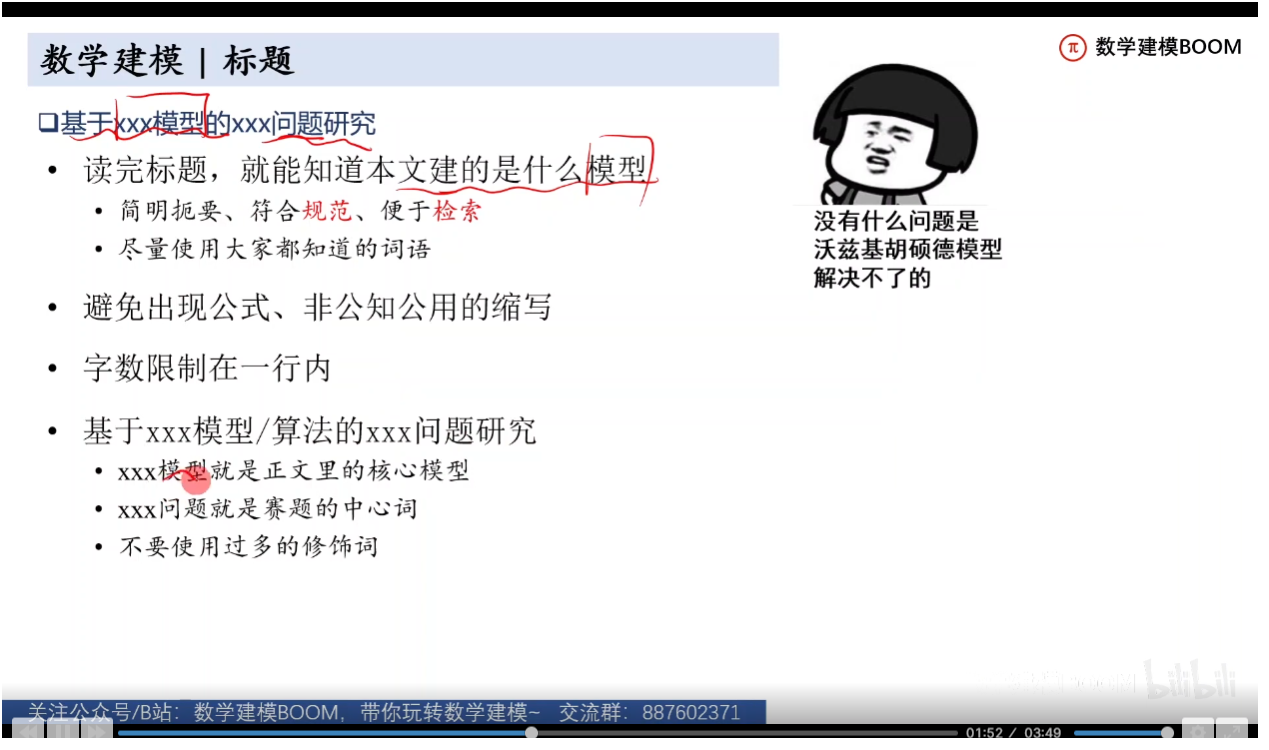 数学建模 | 标题
数学建模BOOM
基于xxx模型的xxx问题研究
• 读完标题，就能知道本文建的是什么模型
• 简明扼要、符合规范、便于检索
• 尽量使用大家都知道的词语
• 避免出现公式、非公知公用的缩写
• 字数限制在一行内
• 基于xxx模型/算法的xxx问题研究
• xxx模型就是正文里的核心模型
• xxx问题就是赛题的中心词
• 不要使用过多的修饰词
没有什么问题是
沃兹基胡硕德模型
解决不了的
bilibili
关注公众号/B站：数学建模BOOM，带你玩转数学建模~ 交流群：887602371
01:52 / 03:49